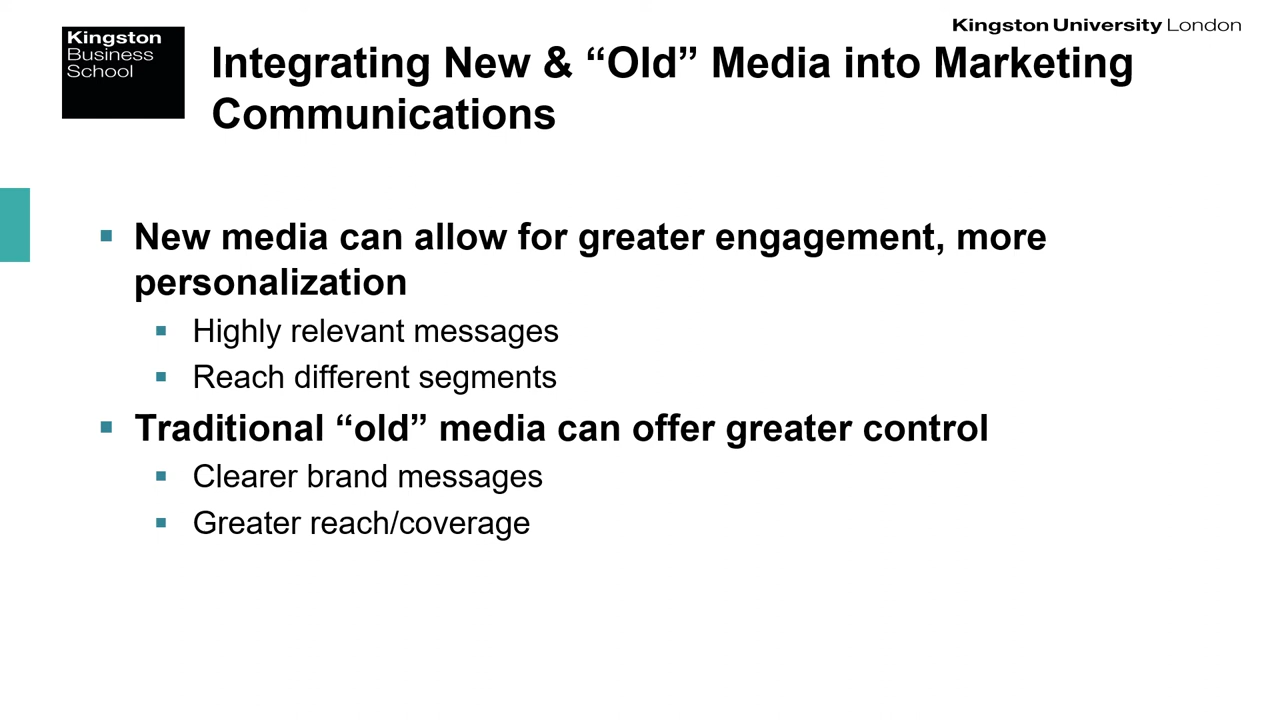 Kingston University London
Kingston
Business
School
Integrating New & “Old” Media into Marketing
Communications
New media can allow for greater engagement, more
personalization
Highly relevant messages
Reach different segments
Traditional “old” media can offer greater control
Clearer brand messages
Greater reach/coverage